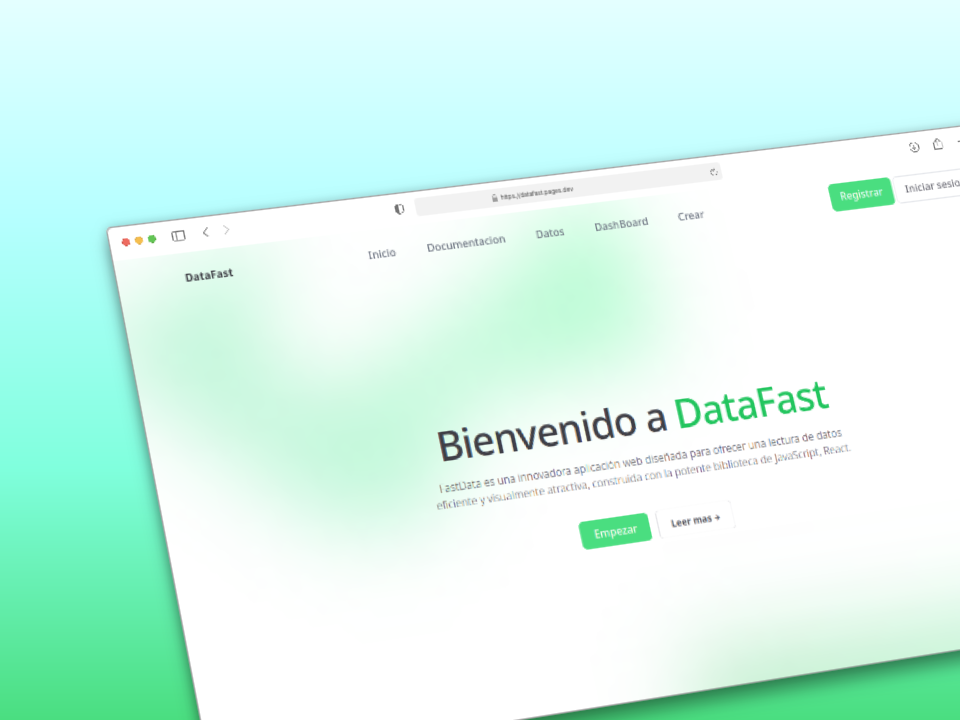 https://datafast.pages.dev
Registrar
Iniciar sesio
DataFast
Inicio
Documentacion
Datos
DashBoard
Crear
Bienvenido a DataFast
FastData es una innovadora aplicación web diseñada para ofrecer una lectura de datos
eficiente y visualmente atractiva, construida con la potente biblioteca de JavaScript, React.
Empezar
Leer mas →